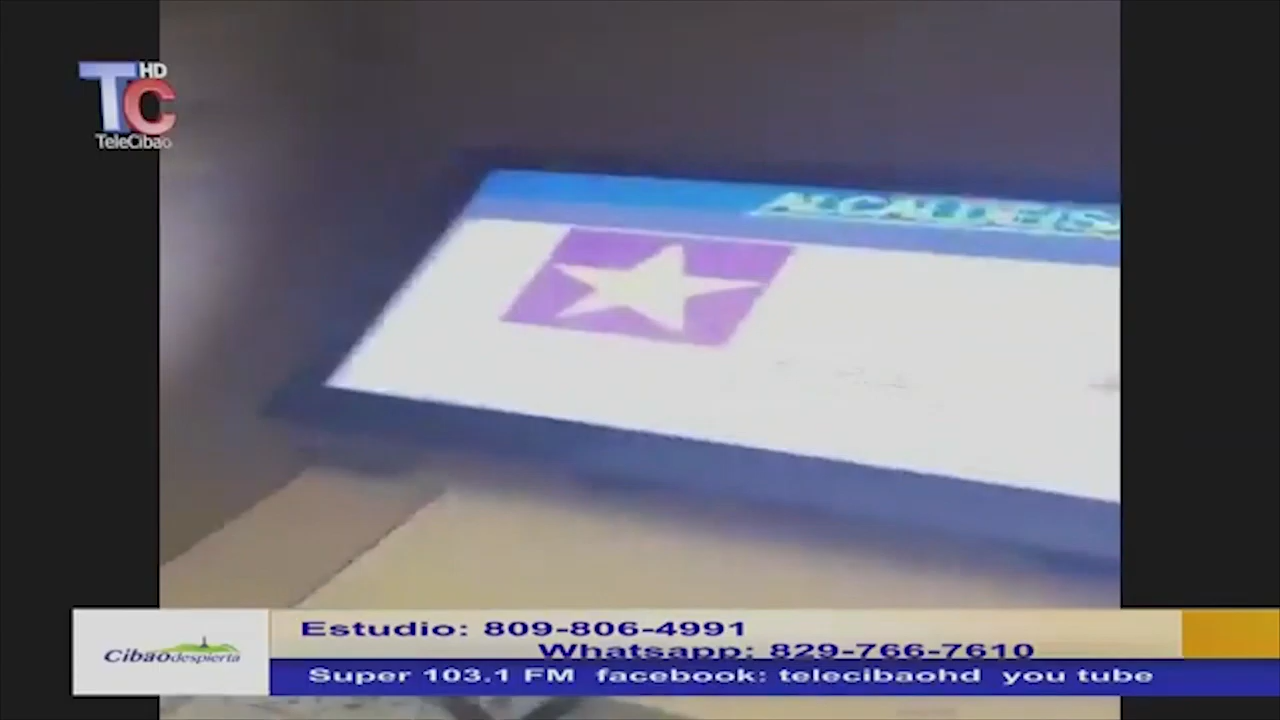 HD
TC
TeleCibao
Estudio: 809-806-4991
Whatsapp: 829-766-7610
Cibaodespierta
Super 103.1 FM facebook: telecibaohd you tube